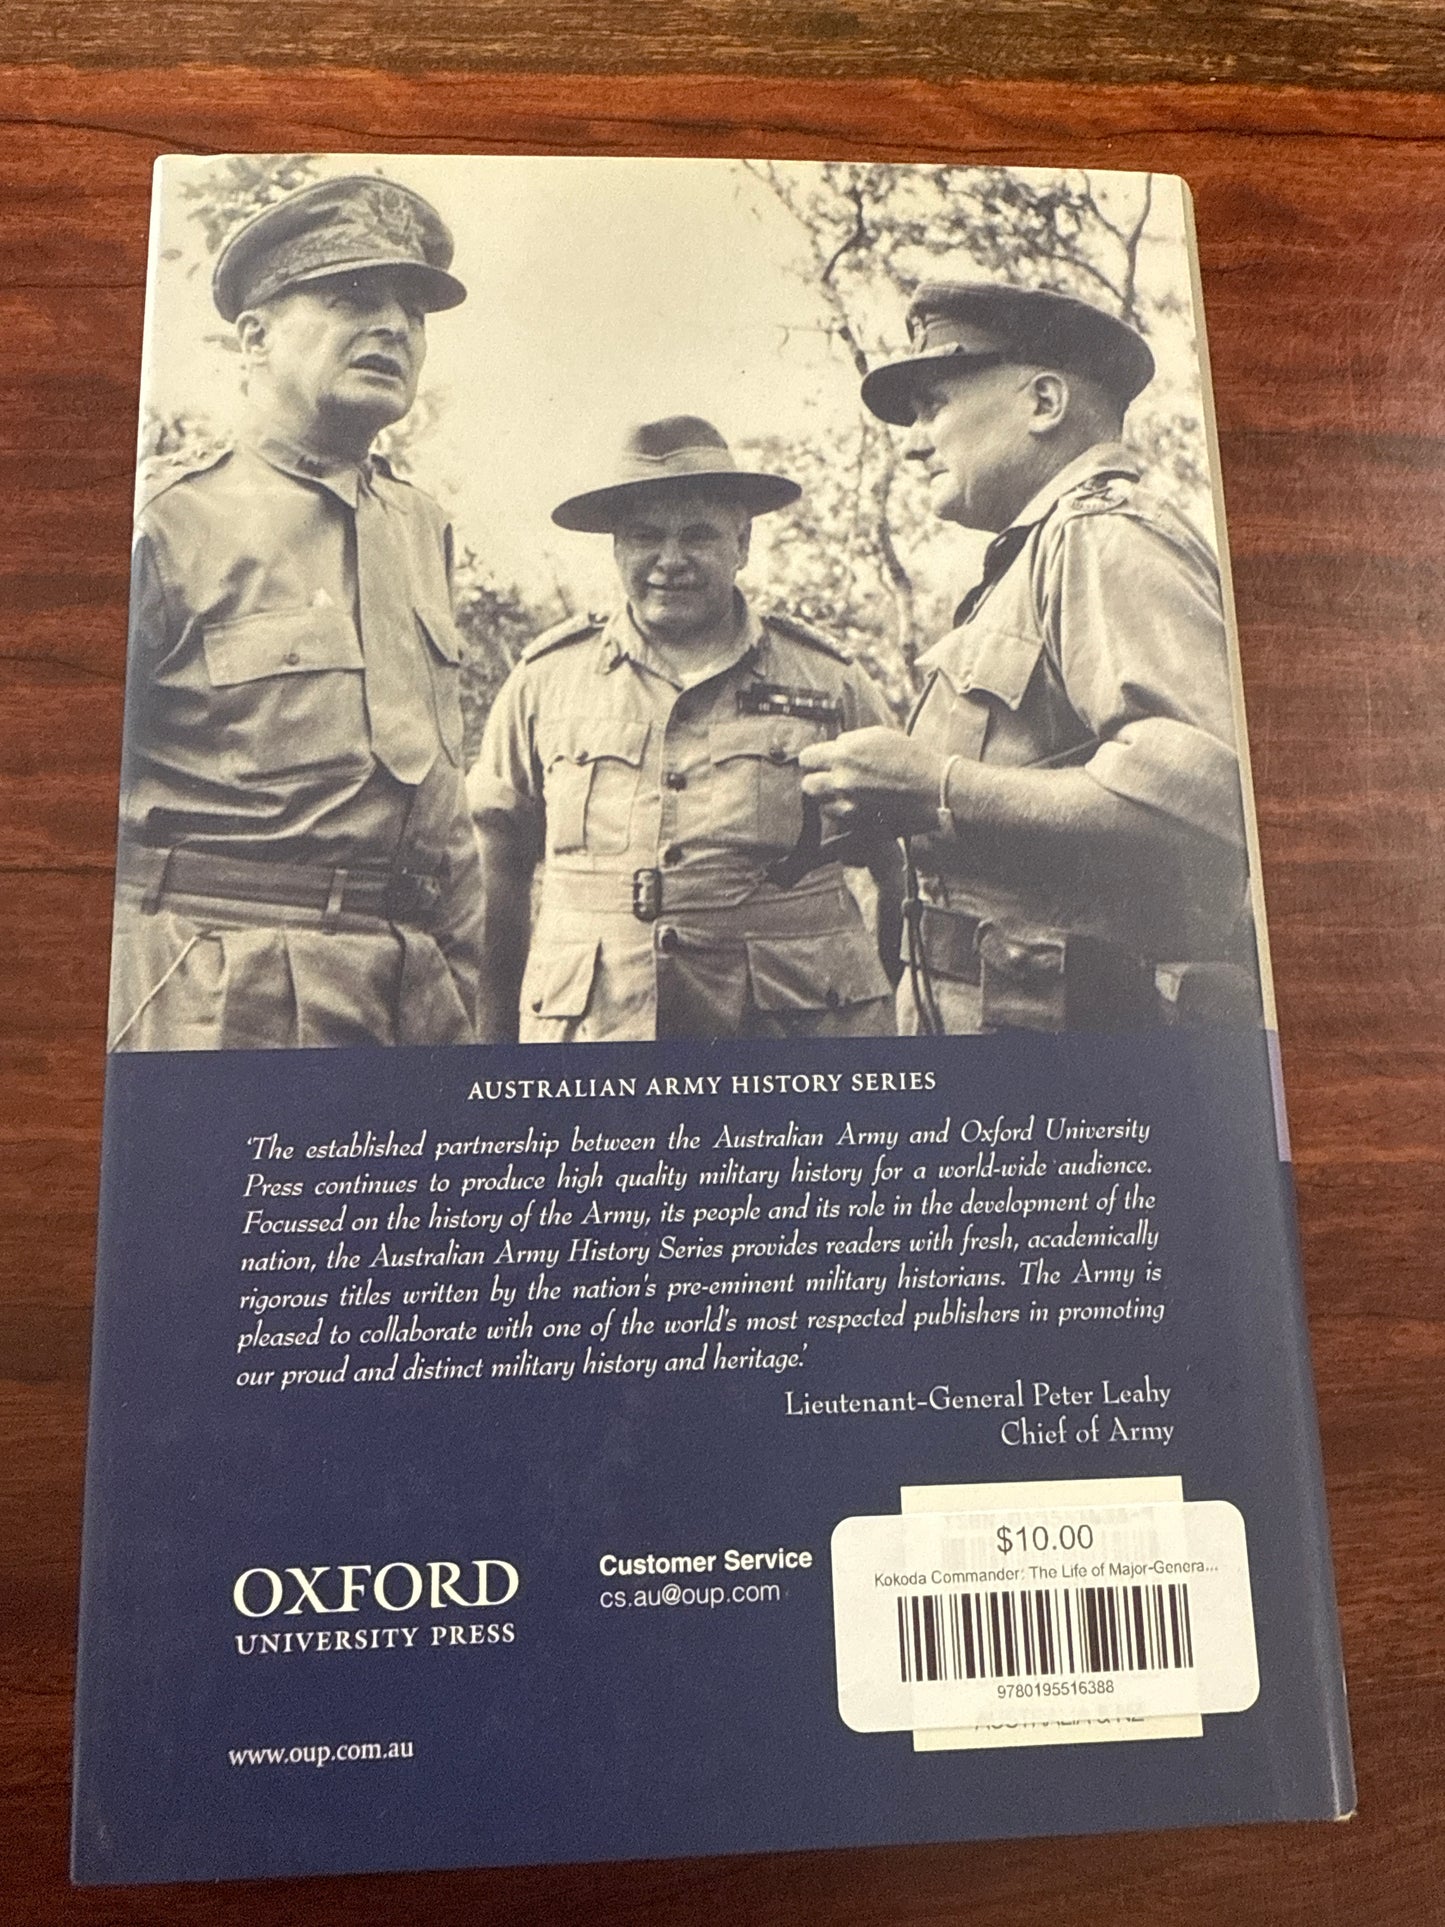 AUSTRALIAN ARMY HISTORY SERIES
‘The established partnership between the Australian Army and Oxford University
Press continues to produce high quality military history for a world-wide audience.
Focussed on the history of the Army, its people and its role in the development of the
nation, the Australian Army History Series provides readers with fresh, academically
rigorous titles written by the nation's pre-eminent military historians. The Army is
pleased to collaborate with one of the world's most respected publishers in promoting
our proud and distinct military history and heritage.’
Lieutenant-General Peter Leahy
Chief of Army
OXFORD
UNIVERSITY PRESS
Customer Service
cs.au@oup.com
www.oup.com.au
$10.00
Kokoda Commander: The Life of Major-Genera...
9780195516388
AUSTRALIA & NZ